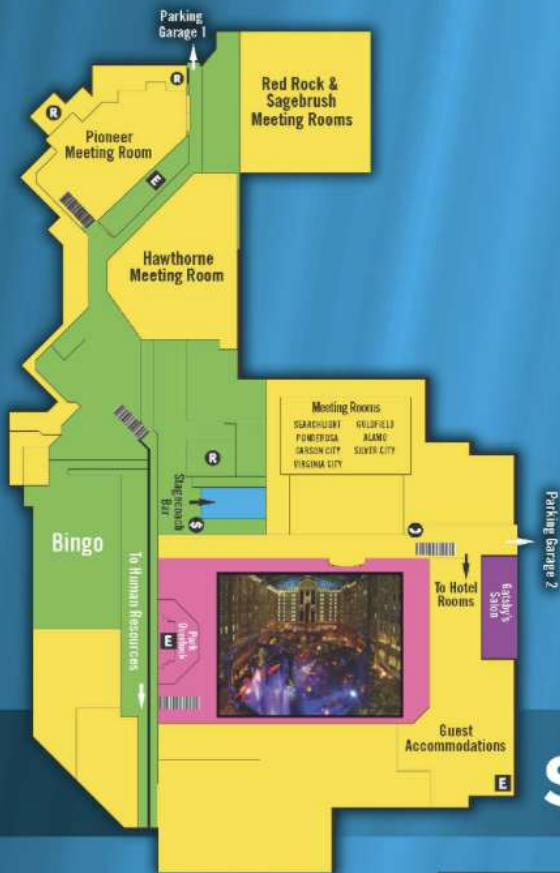 Parking
Garage 1
R
R
Red Rock &
Sagebrush
Meeting Rooms
Pioneer
Meeting Room
E
Hawthorne
Meeting Room
Meeting Rooms
SEARCHLIGHT GOLDFIELD
PONDEROSA ALAMO
CARSON CITY SILVER CITY
VIRGINIA CITY
R
Stagecoach
Bar
$
Parking Garage 2
Bingo
To Human Resources
To Hotel
Rooms
Gatsby's
Salon
Park
Overlook
E
Guest
Accommodations
E
S